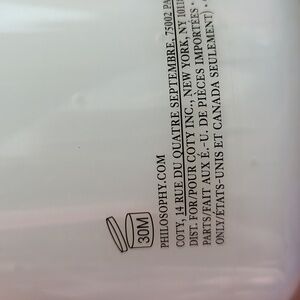 30M
PHILOSOPHY.COM
COTY, 14 RUE DU QUATRE SEPTEMBRE, 75002 PA
DIST. FOR/POUR COTY INC., NEW YORK, NY 101
PARTS/FAIT AUX É.-U. DE PIÈCES IMPORTÉES •
ONLY/ÉTATS-UNIS ET CANADA SEULEMENT) •